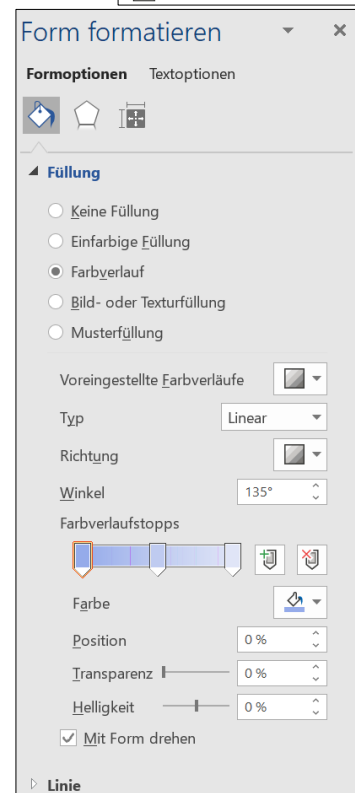 Form formatieren
Formoptionen Textoptionen
Füllung
Keine Füllung
Einfarbige Füllung
Farbverlauf
Bild- oder Texturfüllung
Musterfüllung
Voreingestellte Farbverläufe
Typ Linear
Richtung
Winkel 135°
Farbverlaufstopps
Farbe
Position 0 %
Transparenz 0 %
Helligkeit 0 %
Mit Form drehen
Linie